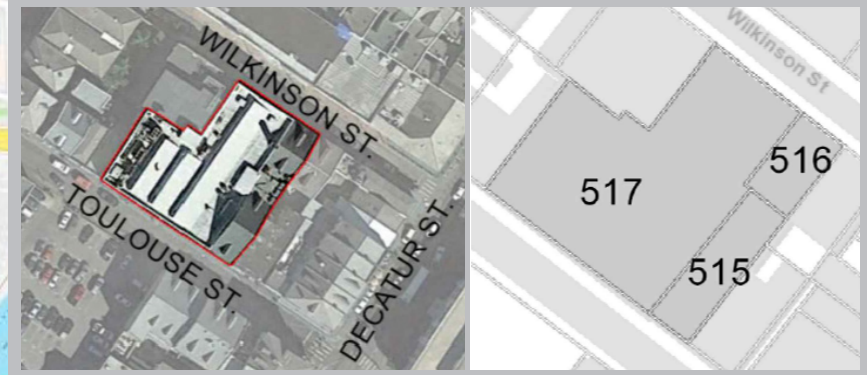 WILKINSON ST.
TOULOUSE ST.
DECATUR ST.
Wilkinson St
517
516
515